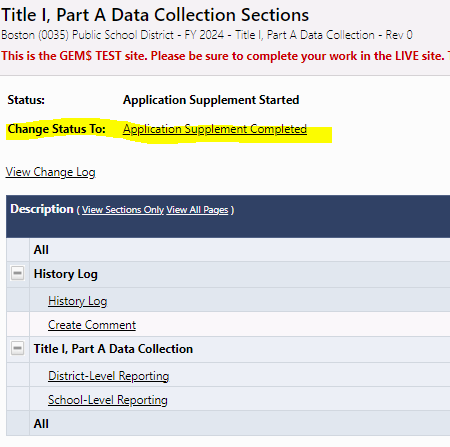 Title I, Part A Data Collection Sections
Boston (0035) Public School District - FY 2024 - Title I, Part A Data Collection - Rev 0
This is the GEM$ TEST site. Please be sure to complete your work in the LIVE site.
Status: Application Supplement Started
Change Status To: Application Supplement Completed
View Change Log
Description ( View Sections Only View All Pages )
All
History Log
History Log
Create Comment
Title I, Part A Data Collection
District-Level Reporting
School-Level Reporting
All